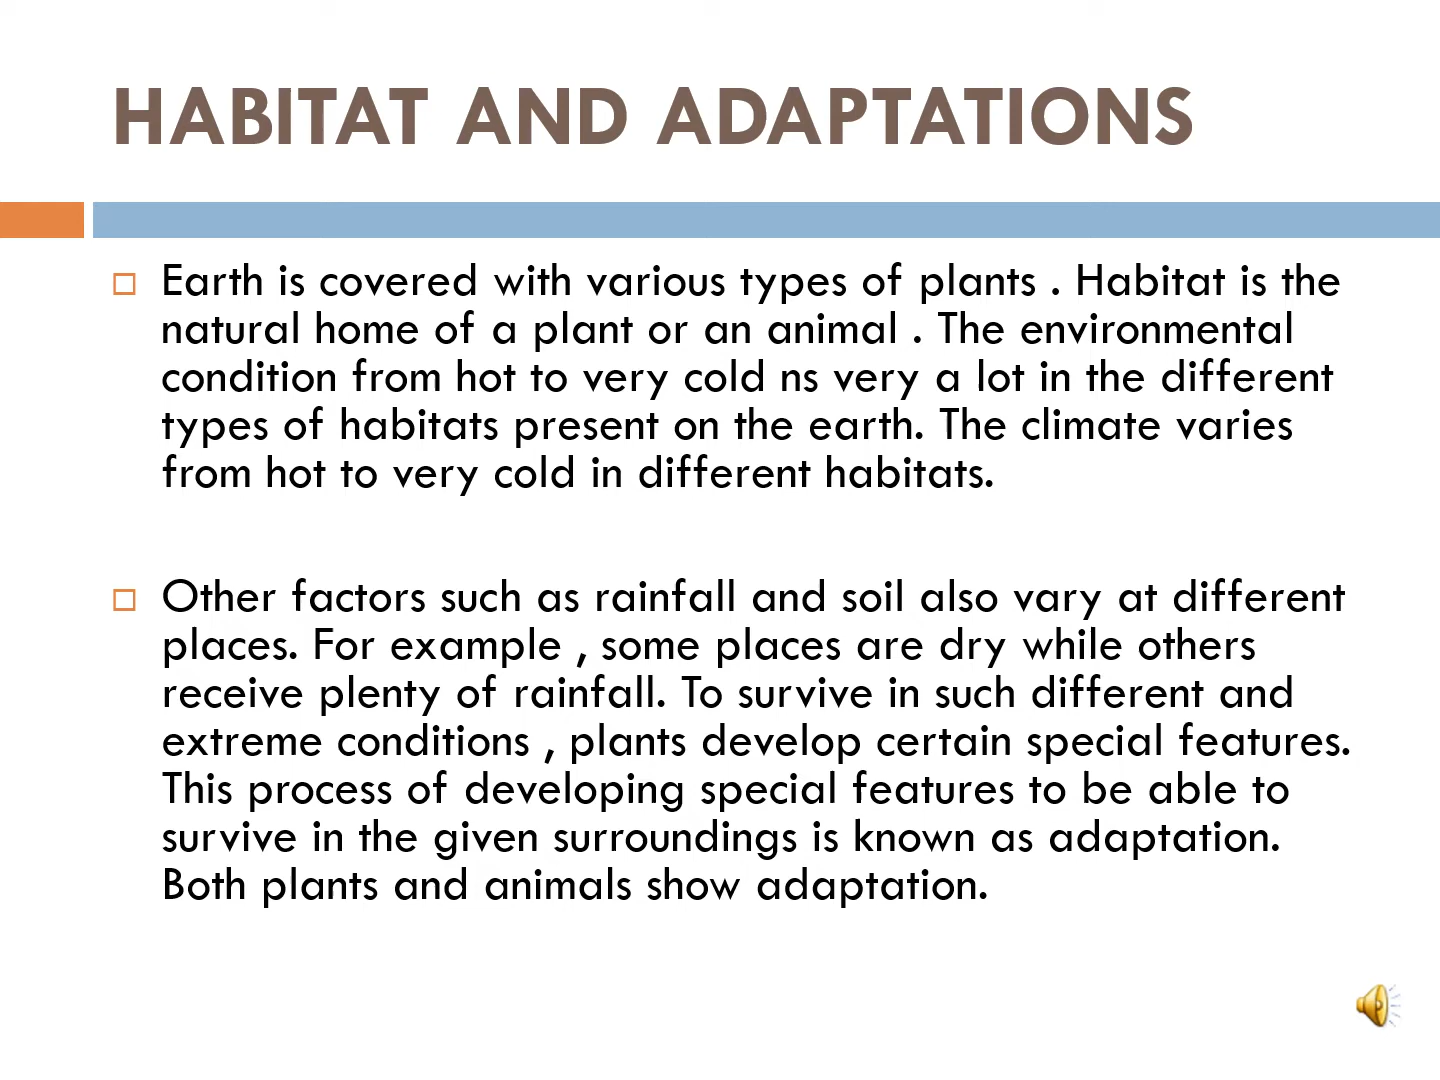 HABITAT AND ADAPTATIONS
Earth is covered with various types of plants . Habitat is the
natural home of a plant or an animal . The environmental
condition from hot to very cold ns very a lot in the different
types of habitats present on the earth. The climate varies
from hot to very cold in different habitats.
Other factors such as rainfall and soil also vary at different
places. For example , some places are dry while others
receive plenty of rainfall. To survive in such different and
extreme conditions , plants develop certain special features.
This process of developing special features to be able to
survive in the given surroundings is known as adaptation.
Both plants and animals show adaptation.